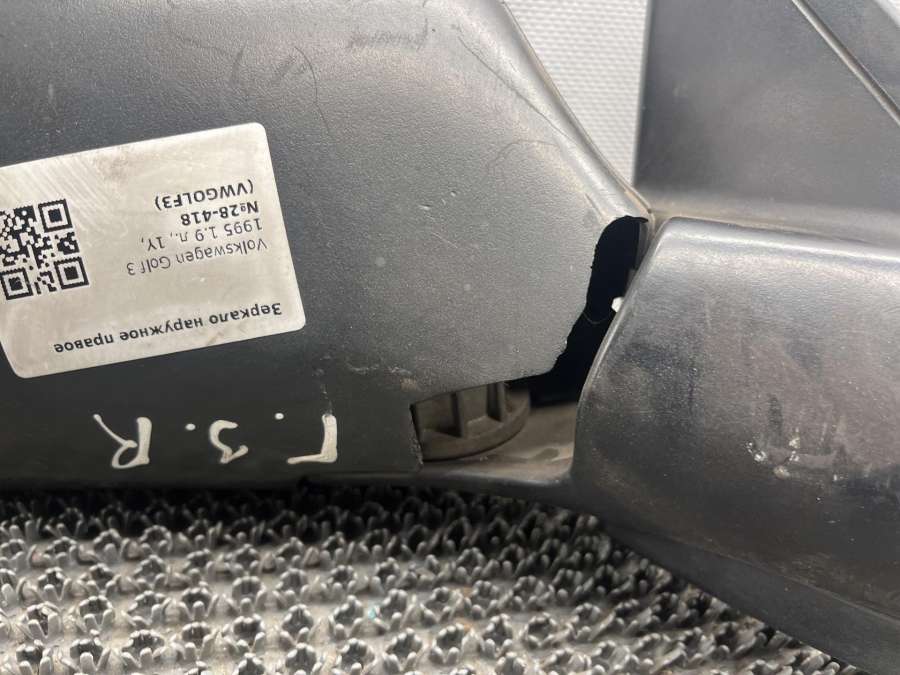 Зеркало наружное правое
Volkswagen Golf 3
1995 1.9 л., 1Y,
№28-418
(VWGOLF3)
Г.3.R